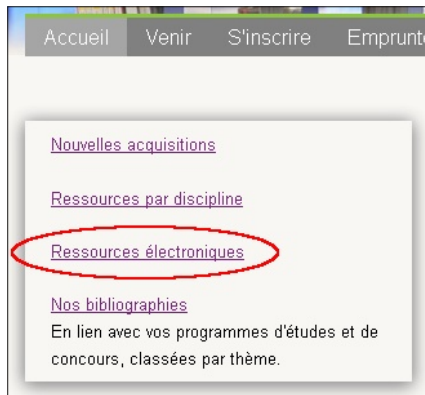 Accueil Venir S'inscrire
Nouvelles acquisitions
Ressources par discipline
Ressources électroniques
Nos bibliographies
En lien avec vos programmes d'études et de
concours, classées par thème.